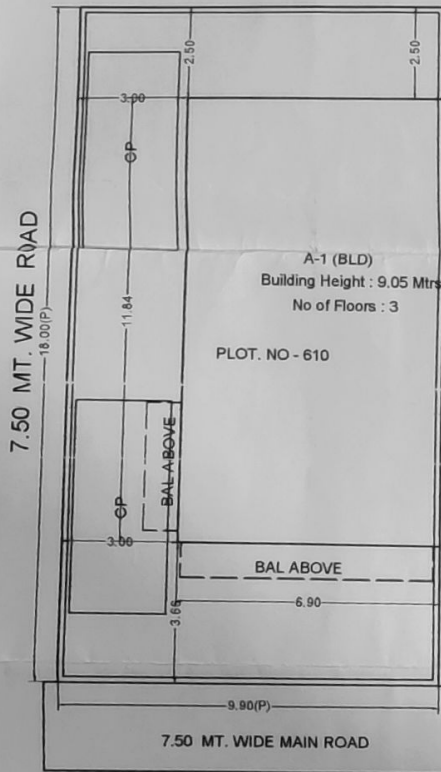 2.50
2.50
3.00
CP
7.50 MT. WIDE ROAD
18.00(P)
11.84
A-1 (BLD)
Building Height : 9.05 Mtrs
No of Floors : 3
PLOT. NO - 610
BAL ABOVE
CP
3.00
BAL ABOVE
6.90
3.66
9.90(P)
7.50 MT. WIDE MAIN ROAD